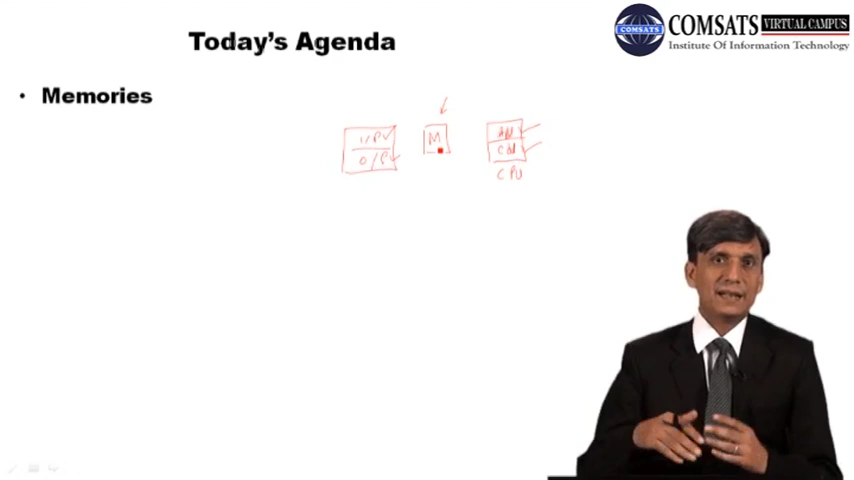 Today's Agenda
COMSATS
COMSATS VIRTUAL CAMPUS
Institute Of Information Technology
• Memories
I/P
O/P
M
CPU